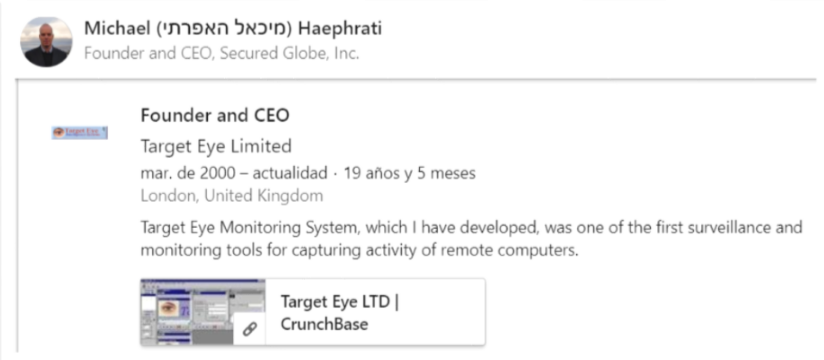 Michael (מיכאל האפרתי) Haephrati
Founder and CEO, Secured Globe, Inc.
Founder and CEO
Target Eye
Target Eye Limited
mar. de 2000 – actualidad · 19 años y 5 meses
London, United Kingdom
Target Eye Monitoring System, which I have developed, was one of the first surveillance and
monitoring tools for capturing activity of remote computers.
Target Eye LTD |
CrunchBase